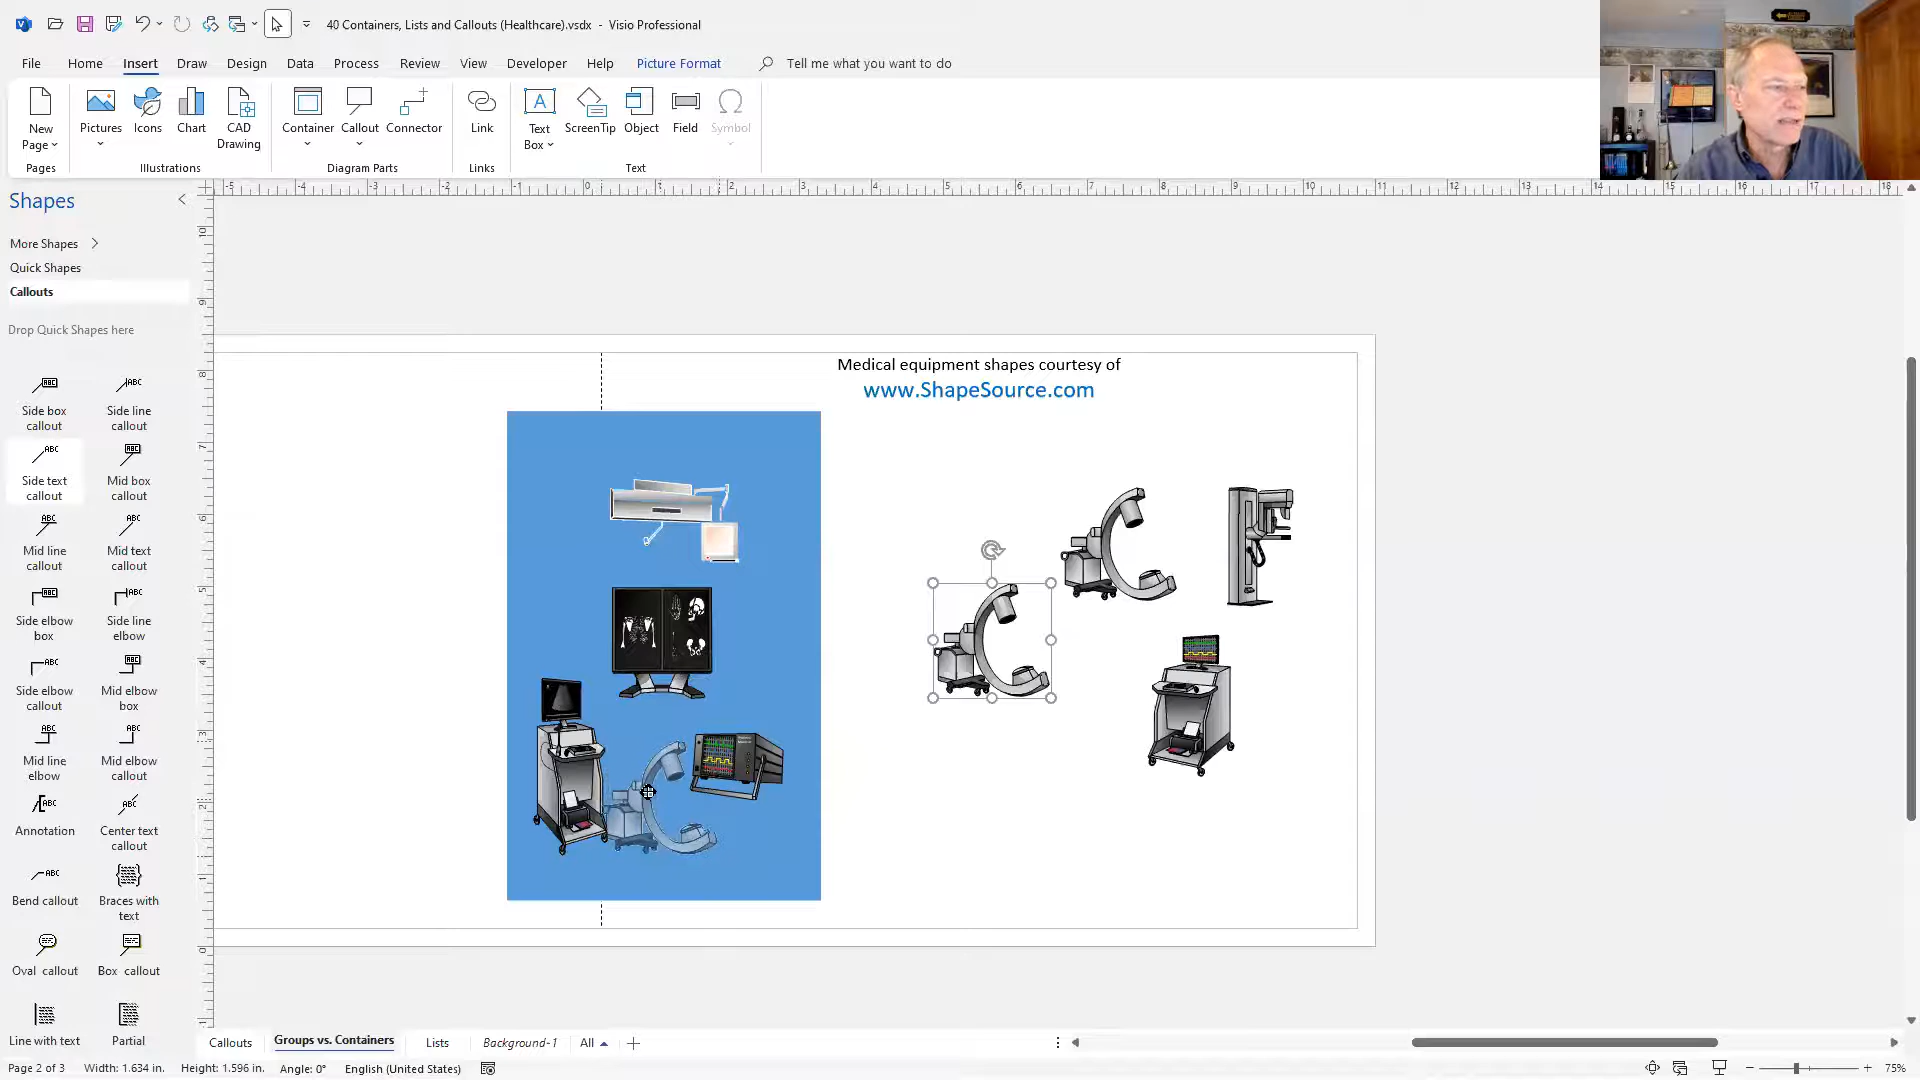 40 Containers, Lists and Callouts (Healthcare).vsdx - Visio Professional
File Home Insert Draw Design Data Process Review View Developer Help Picture Format Tell me what you want to do
New Page
Pictures
Icons
Chart
CAD Drawing
Container
Callout
Connector
Link
Text Box
ScreenTip
Object
Field
Symbol
Pages
Illustrations
Diagram Parts
Links
Text
Shapes
More Shapes
Quick Shapes
Callouts
Drop Quick Shapes here
Side box callout
Side line callout
Side text callout
Mid box callout
Mid line callout
Mid text callout
Side elbow box
Side line elbow
Side elbow callout
Mid elbow box
Mid line elbow
Mid elbow callout
Annotation
Center text callout
Bend callout
Braces with text
Oval callout
Box callout
Line with text
Partial
Medical equipment shapes courtesy of
www.ShapeSource.com
Callouts
Groups vs. Containers
Lists
Background-1
All
Page 2 of 3 Width: 1.634 in. Height: 1.596 in. Angle: 0° English (United States)
75%